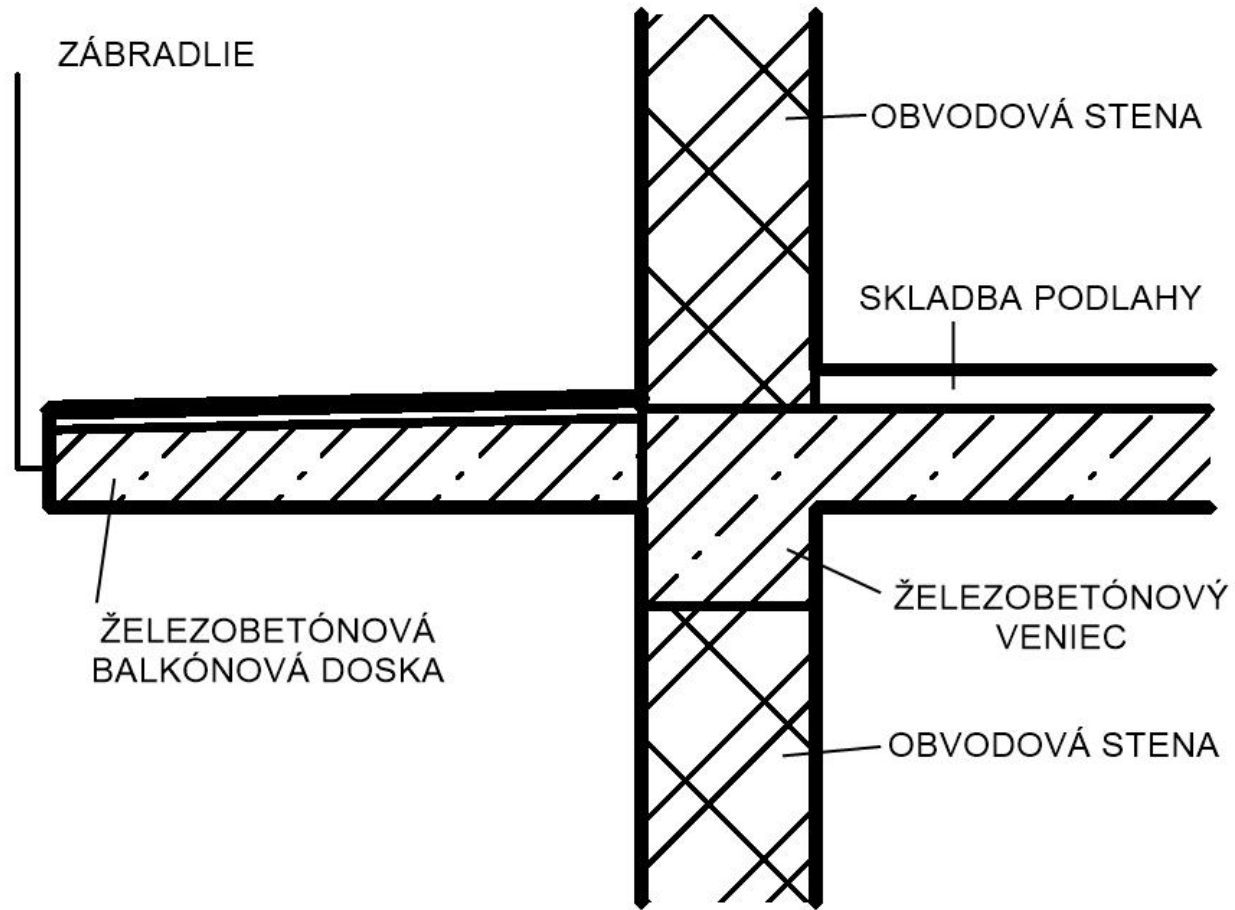 ZÁBRADLIE
OBVODOVÁ STENA
SKLADBA PODLAHY
ŽELEZOBETÓNOVÝ
VENIEC
ŽELEZOBETÓNOVÁ
BALKÓNOVÁ DOSKA
OBVODOVÁ STENA